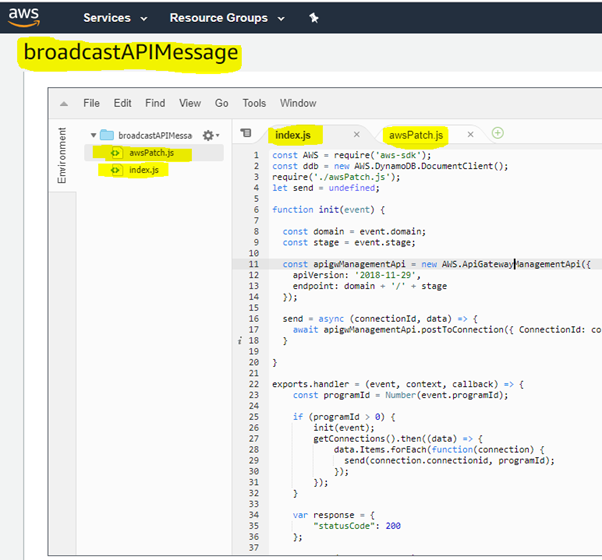 aws Services Resource Groups
broadcastAPIMessage
File Edit Find View Go Tools Window
Environment
broadcastAPIMessa
awsPatch.js
index.js
index.js awsPatch.js
1 const AWS = require('aws-sdk');
2 const ddb = new AWS.DynamoDB.DocumentClient();
3 require('./awsPatch.js');
4 let send = undefined;
5
6 function init(event) {
7
8 const domain = event.domain;
9 const stage = event.stage;
10
11 const apigwManagementApi = new AWS.ApiGatewayManagementApi({
12 apiVersion: '2018-11-29',
13 endpoint: domain + '/' + stage
14 });
15
16 send = async (connectionId, data) => {
17 await apigwManagementApi.postToConnection({ ConnectionId: co
i 18 }
19
20 }
21
22 exports.handler = (event, context, callback) => {
23 const programId = Number(event.programId);
24
25 if (programId > 0) {
26 init(event);
27 getConnections().then((data) => {
28 data.Items.forEach(function(connection) {
29 send(connection.connectionid, programId);
30 });
31 });
32 }
33
34 var response = {
35 "statusCode": 200
36 };
37